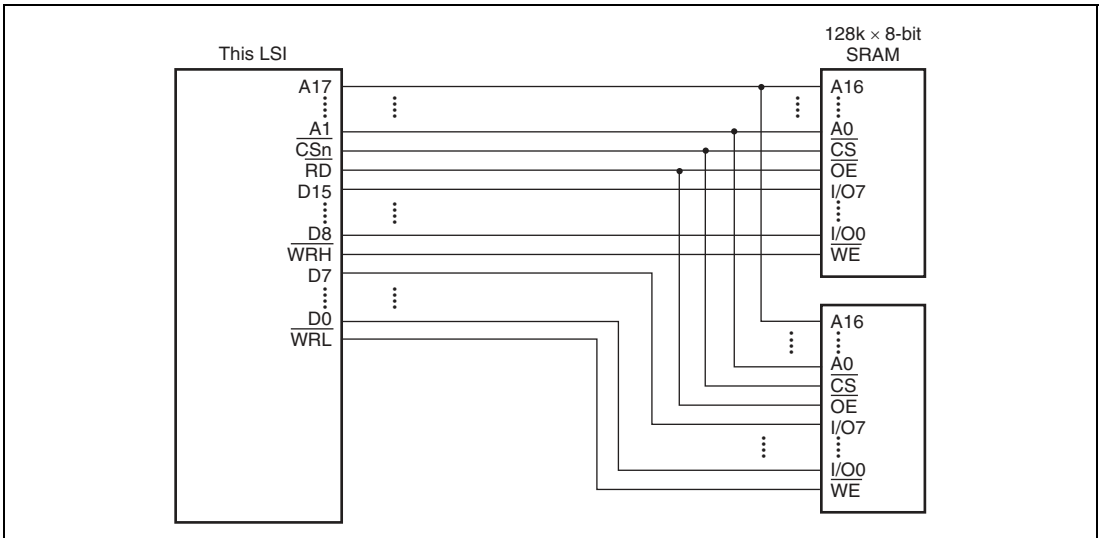 This LSI
A17
A1
CSn
RD
D15
D8
WRH
D7
D0
WRL
128k × 8-bit
SRAM
A16
A0
CS
OE
I/O7
I/O0
WE
A16
A0
CS
OE
I/O7
I/O0
WE